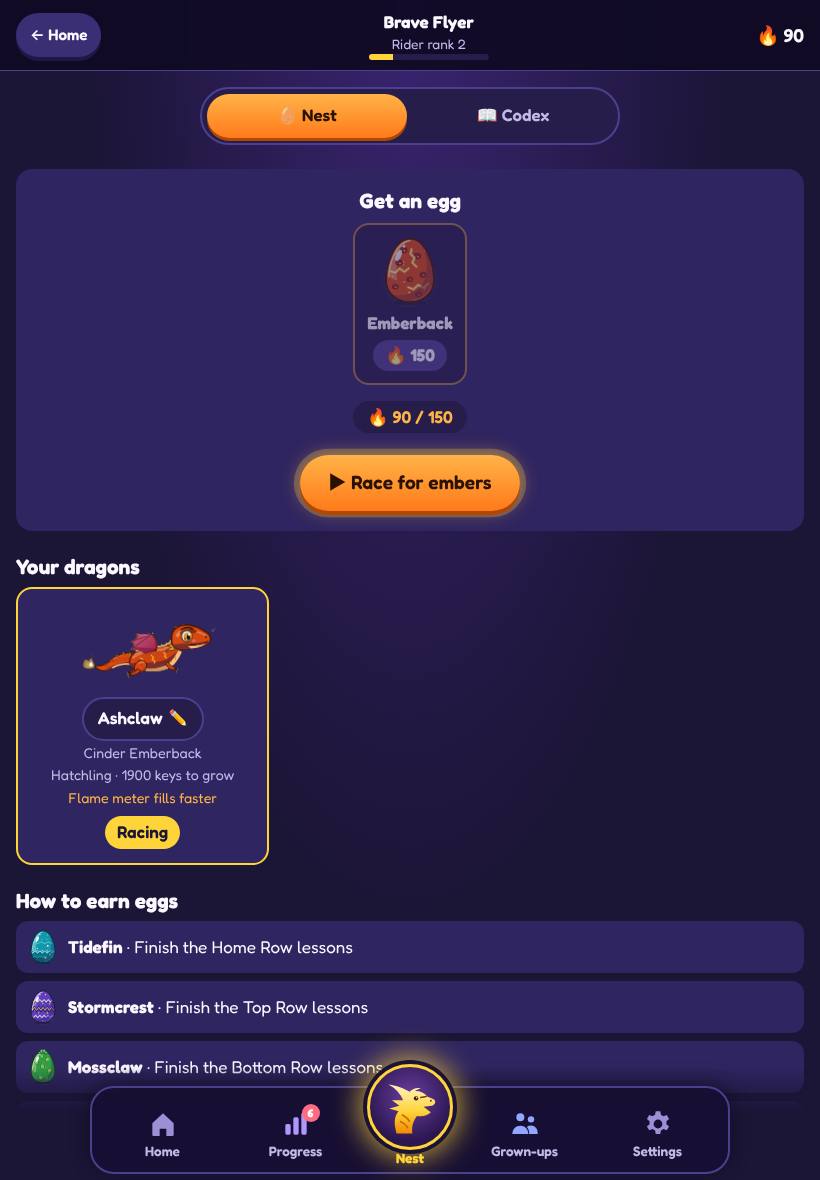 ← Home
Brave Flyer
Rider rank 2
🔥 90
🥚 Nest
📖 Codex
Get an egg
Emberback
🔥 150
🔥 90 / 150
▶ Race for embers
Your dragons
Ashclaw ✏️
Cinder Emberback
Hatchling · 1900 keys to grow
Flame meter fills faster
Racing
How to earn eggs
Tidefin · Finish the Home Row lessons
Stormcrest · Finish the Top Row lessons
Mossclaw · Finish the Bottom Row lessons
Home
Progress
6
Nest
Grown-ups
Settings